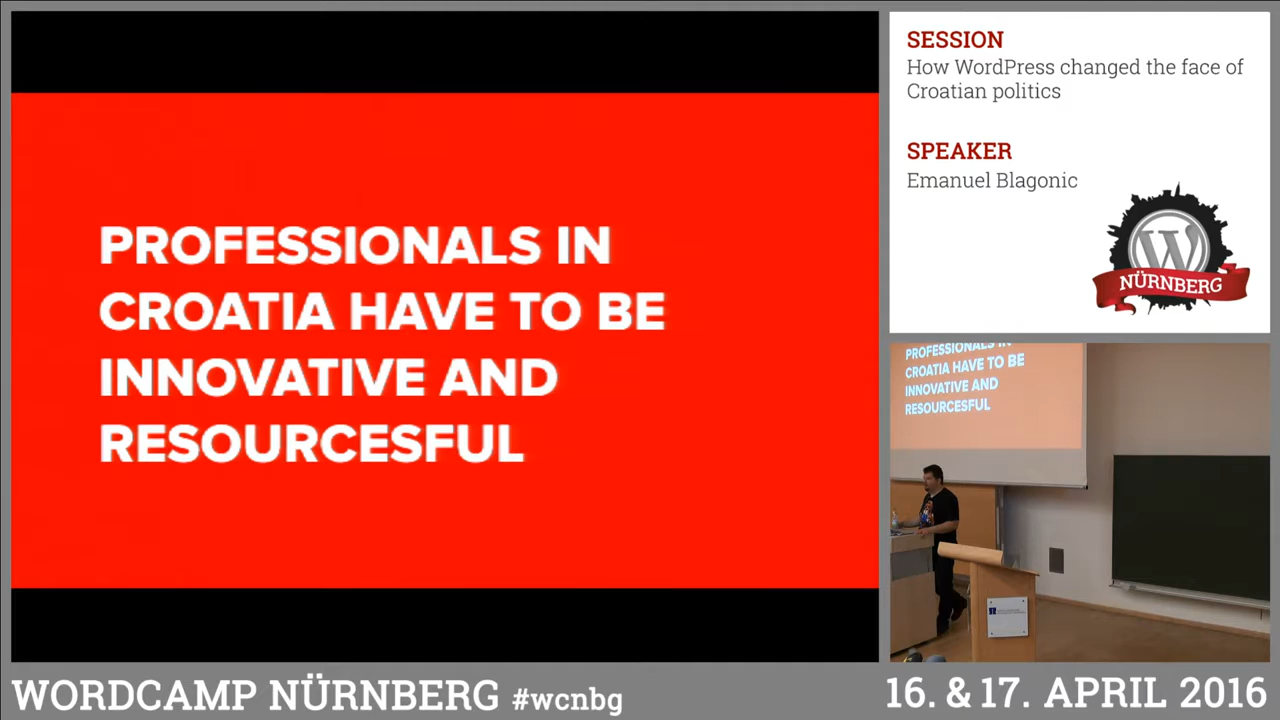 PROFESSIONALS IN
CROATIA HAVE TO BE
INNOVATIVE AND
RESOURCESFUL
SESSION
How WordPress changed the face of
Croatian politics
SPEAKER
Emanuel Blagonic
W
NÜRNBERG
PROFESSIONALS IN
CROATIA HAVE TO BE
INNOVATIVE AND
RESOURCESFUL
WORDCAMP NÜRNBERG #wcnbg
16. & 17. APRIL 2016